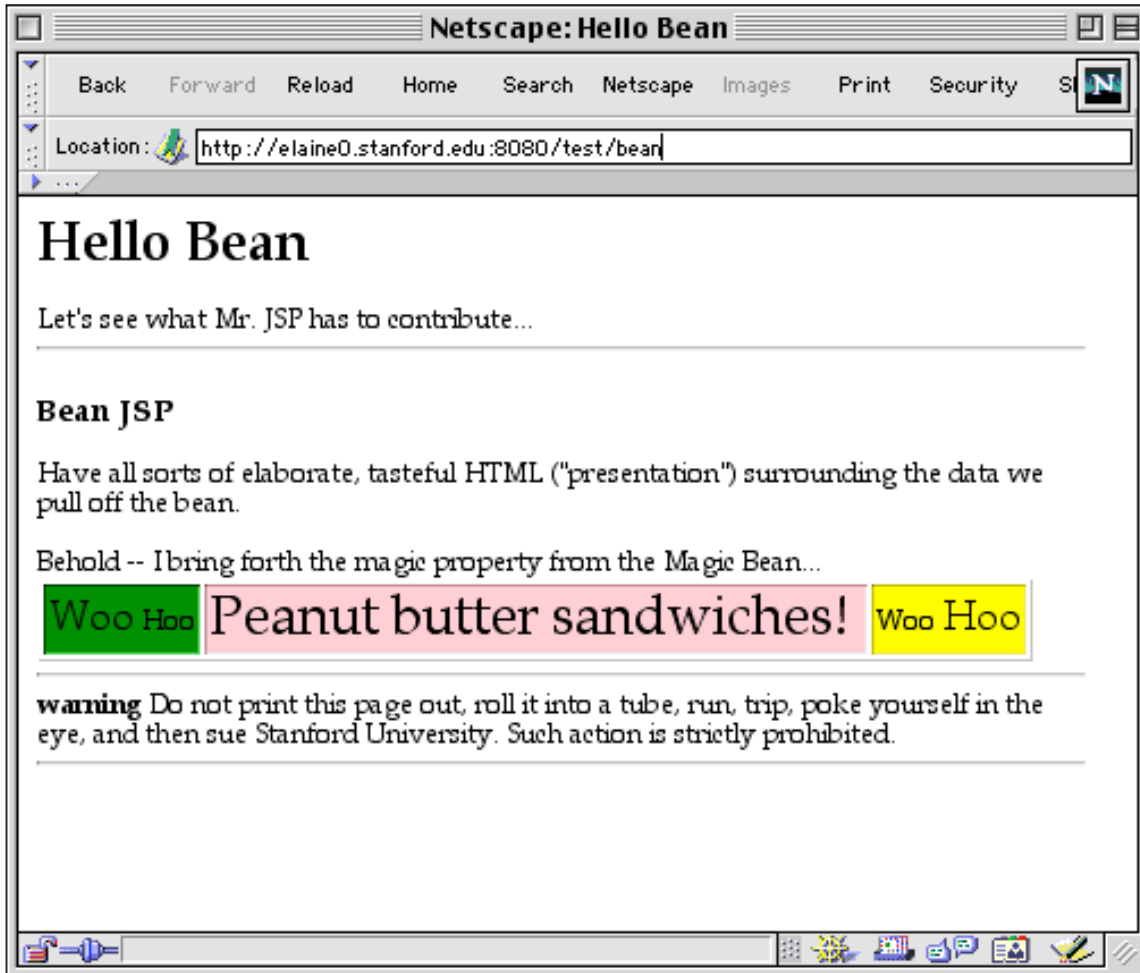 Netscape: Hello Bean
Back Forward Reload Home Search Netscape Images Print Security N
Location: http://elaine0.stanford.edu:8080/test/bean
...
Hello Bean
Let's see what Mr. JSP has to contribute...
Bean JSP
Have all sorts of elaborate, tasteful HTML ("presentation") surrounding the data we
pull off the bean.
Behold -- I bring forth the magic property from the Magic Bean...
Woo Hoo Peanut butter sandwiches! Woo Hoo
warning Do not print this page out, roll it into a tube, run, trip, poke yourself in the
eye, and then sue Stanford University. Such action is strictly prohibited.